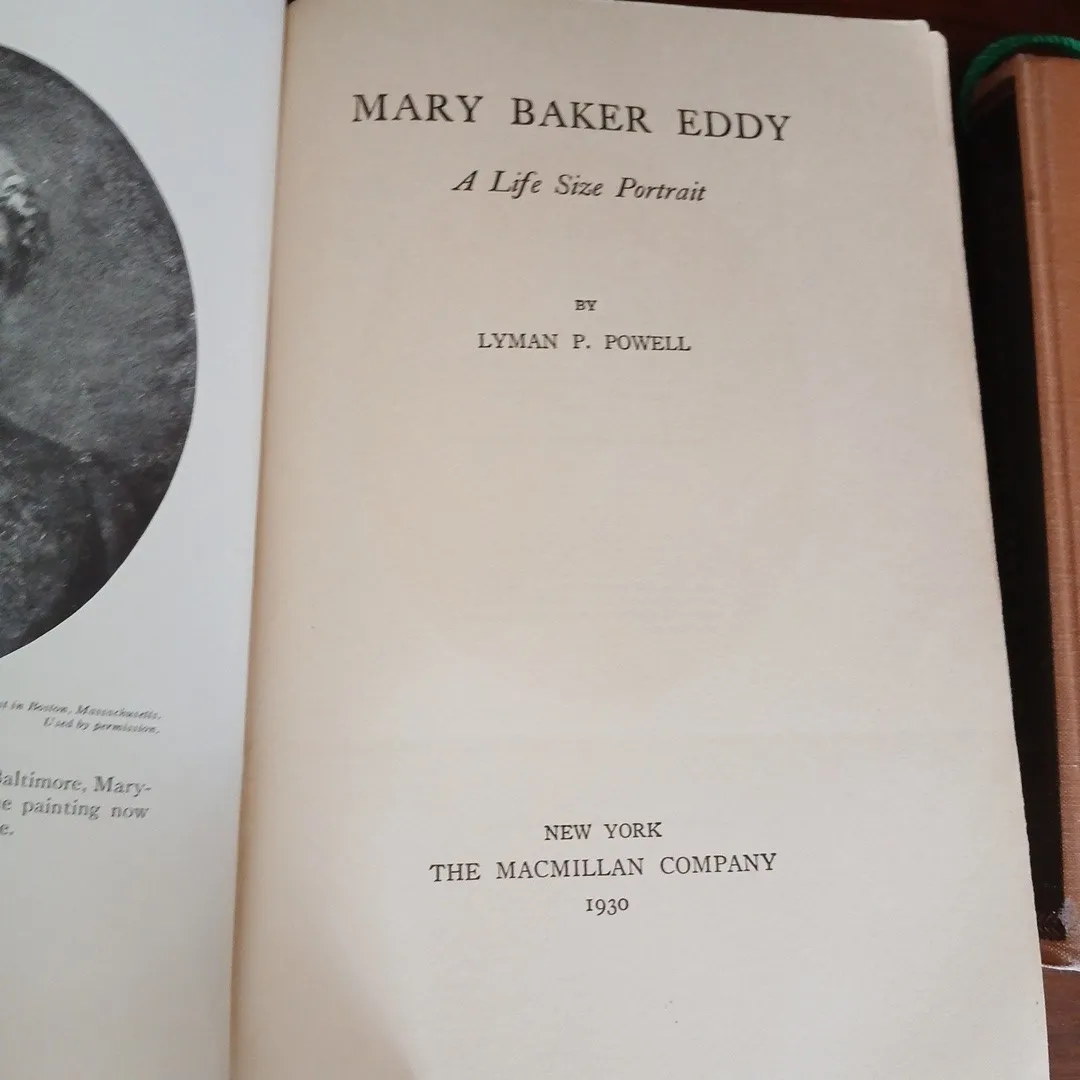 in Boston, Massachusetts.
Used by permission.
Baltimore, Mary-
painting now
MARY BAKER EDDY
A Life Size Portrait
BY
LYMAN P. POWELL
NEW YORK
THE MACMILLAN COMPANY
1930